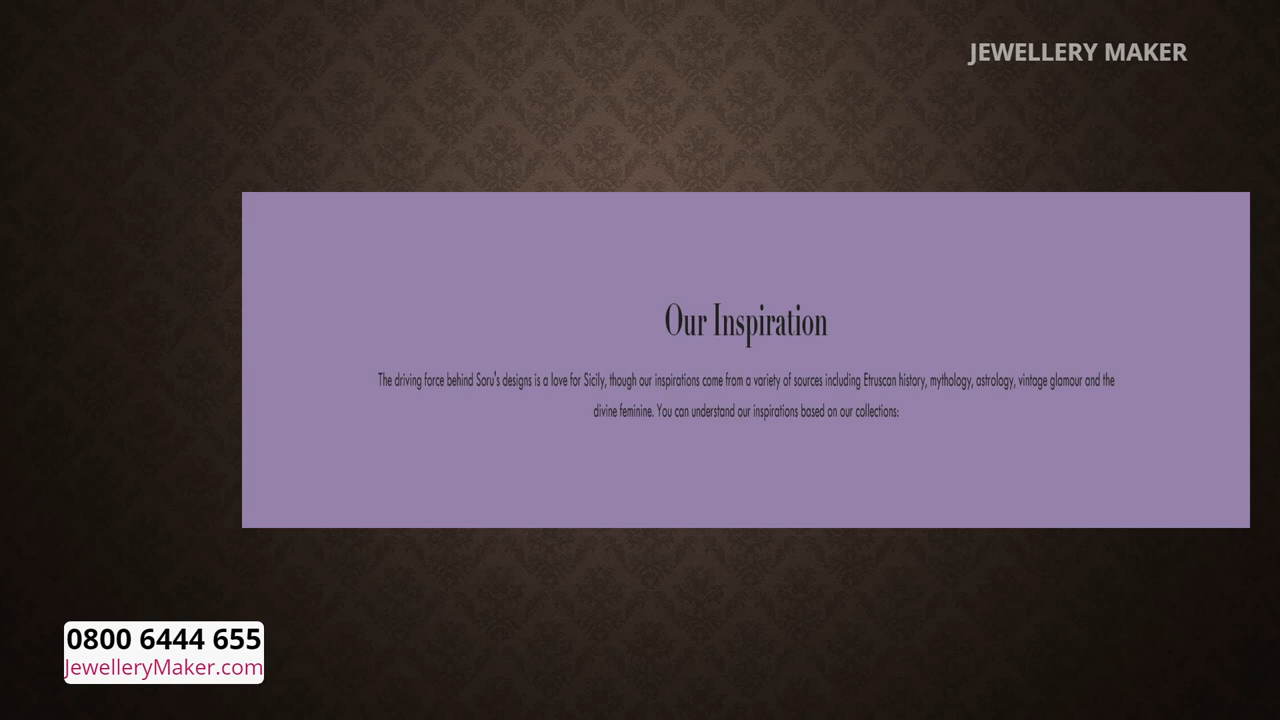 JEWELLERY MAKER
Our Inspiration
The driving force behind Soru's designs is a love for Sicily, though our inspirations come from a variety of sources including Etruscan history, mythology, astrology, vintage glamour and the
divine feminine. You can understand our inspirations based on our collections:
0800 6444 655
JewelleryMaker.com